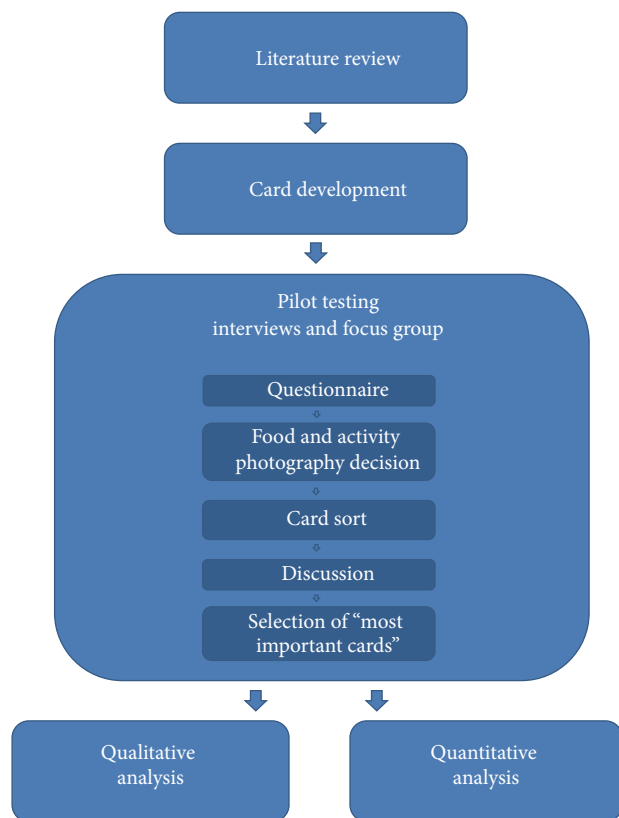 Literature review
Card development
Pilot testing
interviews and focus group
Questionnaire
Food and activity
photography decision
Card sort
Discussion
Selection of “most
important cards”
Qualitative
analysis
Quantitative
analysis